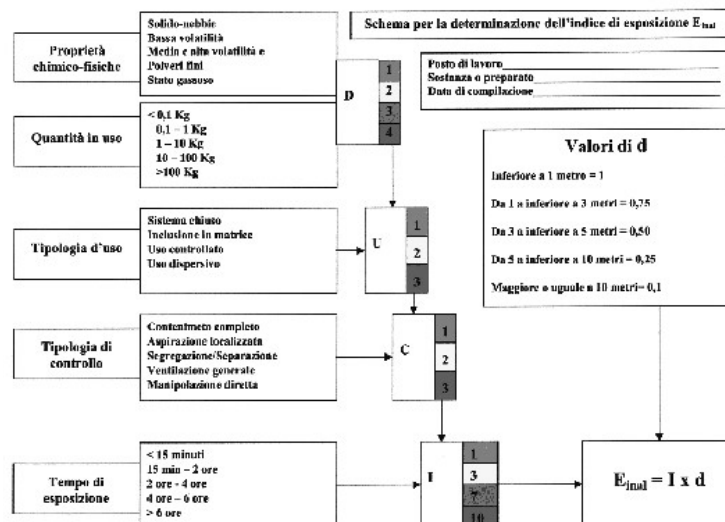 Schema per la determinazione dell'indice di esposizione E inal
Posto di lavoro
Sostanza o preparato
Data di compilazione
Proprietà
chimico-fisiche
Solido-nebbie
Bassa volatilità
Media e alta volatilità e
Polveri fini
Stato gassoso
D
1
2
3
4
Quantità in uso
< 0,1 Kg
0,1 – 1 Kg
1 – 10 Kg
10 – 100 Kg
>100 Kg
Valori di d
Inferiore a 1 metro = 1
Da 1 a inferiore a 3 metri = 0,75
Da 3 a inferiore a 5 metri = 0,50
Da 5 a inferiore a 10 metri = 0,25
Maggiore o uguale a 10 metri= 0,1
Tipologia d'uso
Sistema chiuso
Inclusione in matrice
Uso controllato
Uso dispersivo
U
1
2
3
Tipologia di
controllo
Contenimeto completo
Aspirazione localizzata
Segregazione/Separazione
Ventilazione generale
Manipolazione diretta
C
1
2
3
Tempo di
esposizione
< 15 minuti
15 min – 2 ore
2 ore - 4 ore
4 ore – 6 ore
> 6 ore
I
1
3
7
10
E inal = I x d